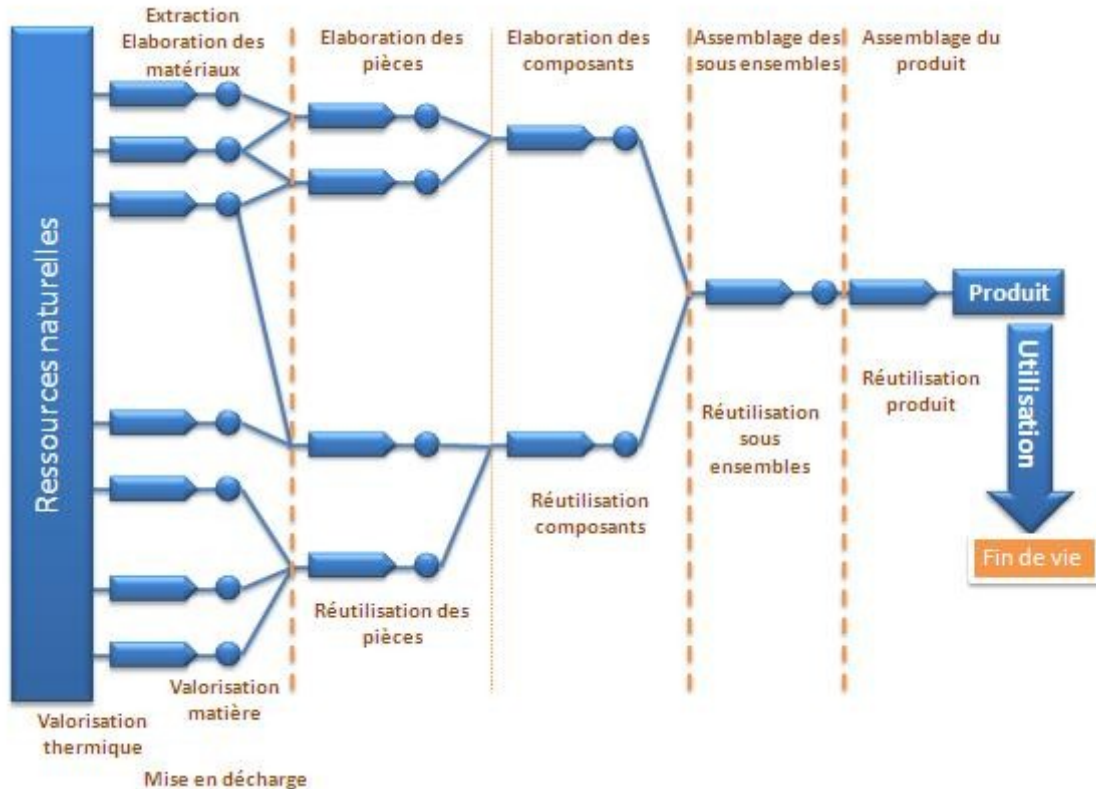 Extraction
Elaboration des
matériaux
Elaboration des
pièces
Elaboration des
composants
Assemblage des
sous ensembles
Assemblage du
produit
Ressources naturelles
Produit
Utilisation
Fin de vie
Réutilisation
produit
Réutilisation
sous
ensembles
Réutilisation
composants
Réutilisation des
pièces
Valorisation
matière
Valorisation
thermique
Mise en décharge